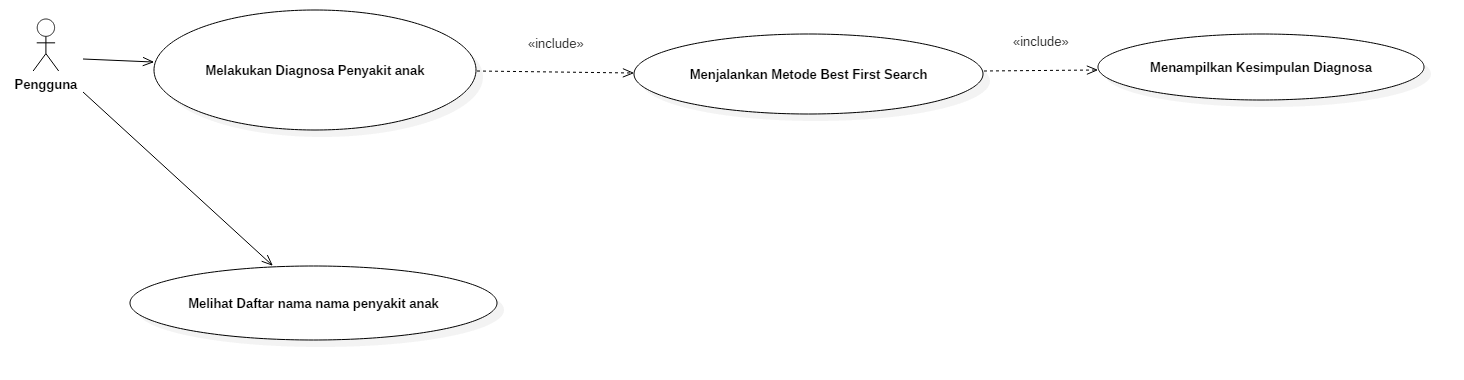 «include»
«include»
Melakukan Diagnosa Penyakit anak
Menjalankan Metode Best First Search
Menampilkan Kesimpulan Diagnosa
Pengguna
Melihat Daftar nama nama penyakit anak